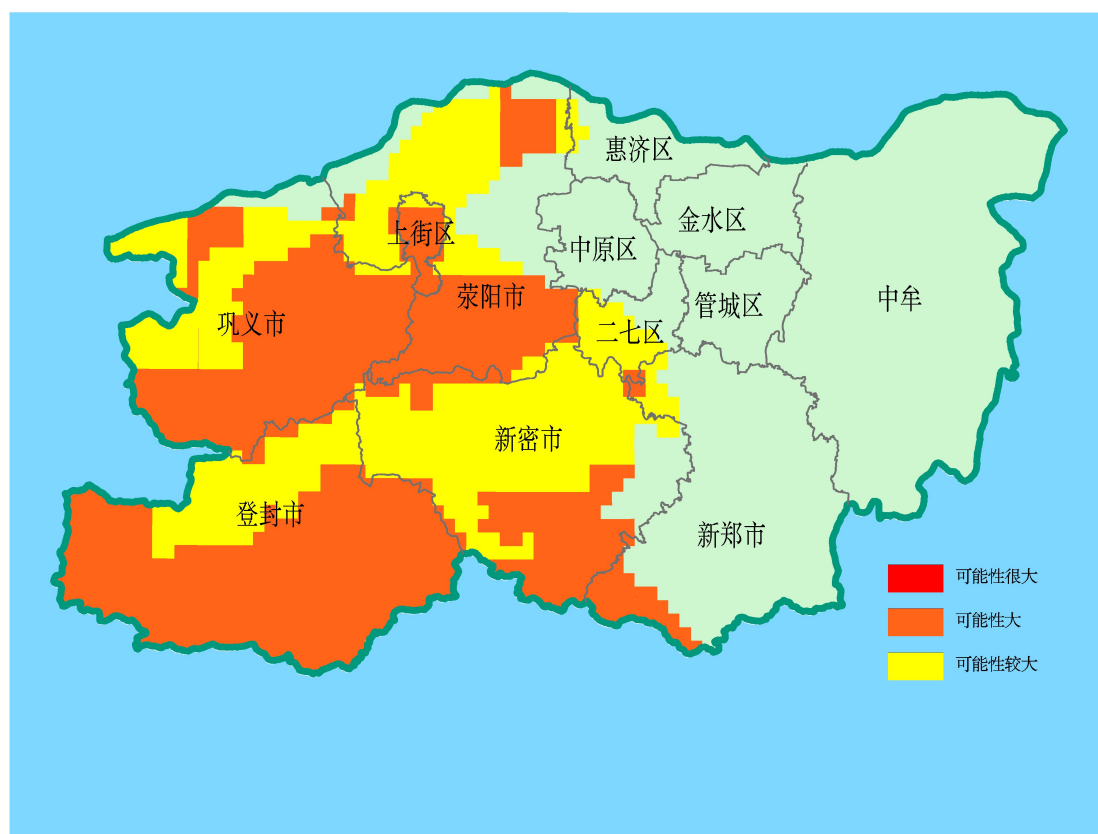 惠济区
金水区
上街区
中原区
荥阳市
管城区
中牟
巩义市
二七区
新密市
登封市
新郑市
可能性很大
可能性大
可能性较大